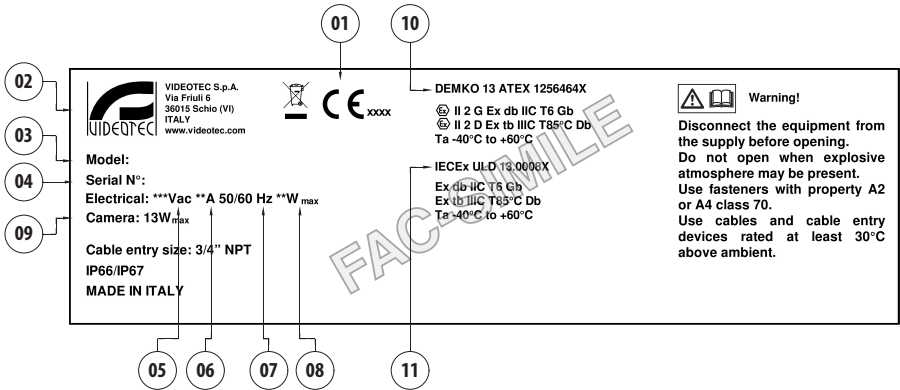 01
10
02
03
04
09
VIDEOTEC
VIDEOTEC S.p.A.
Via Friuli 6
36015 Schio (VI)
ITALY
www.videotec.com
CE xxxx
Model:
Serial N°:
Electrical: ***Vac **A 50/60 Hz **W max
Camera: 13W max
Cable entry size: 3/4” NPT
IP66/IP67
MADE IN ITALY
DEMKO 13 ATEX 1256464X
Ex II 2 G Ex db IIC T6 Gb
Ex II 2 D Ex tb IIIC T85°C Db
Ta -40°C to +60°C
IECEx ULD 13.0008X
Ex db IIC T6 Gb
Ex tb IIIC T85°C Db
Ta -40°C to +60°C
FAC-SIMILE
Warning!
Disconnect the equipment from
the supply before opening.
Do not open when explosive
atmosphere may be present.
Use fasteners with property A2
or A4 class 70.
Use cables and cable entry
devices rated at least 30°C
above ambient.
05
06
07
08
11